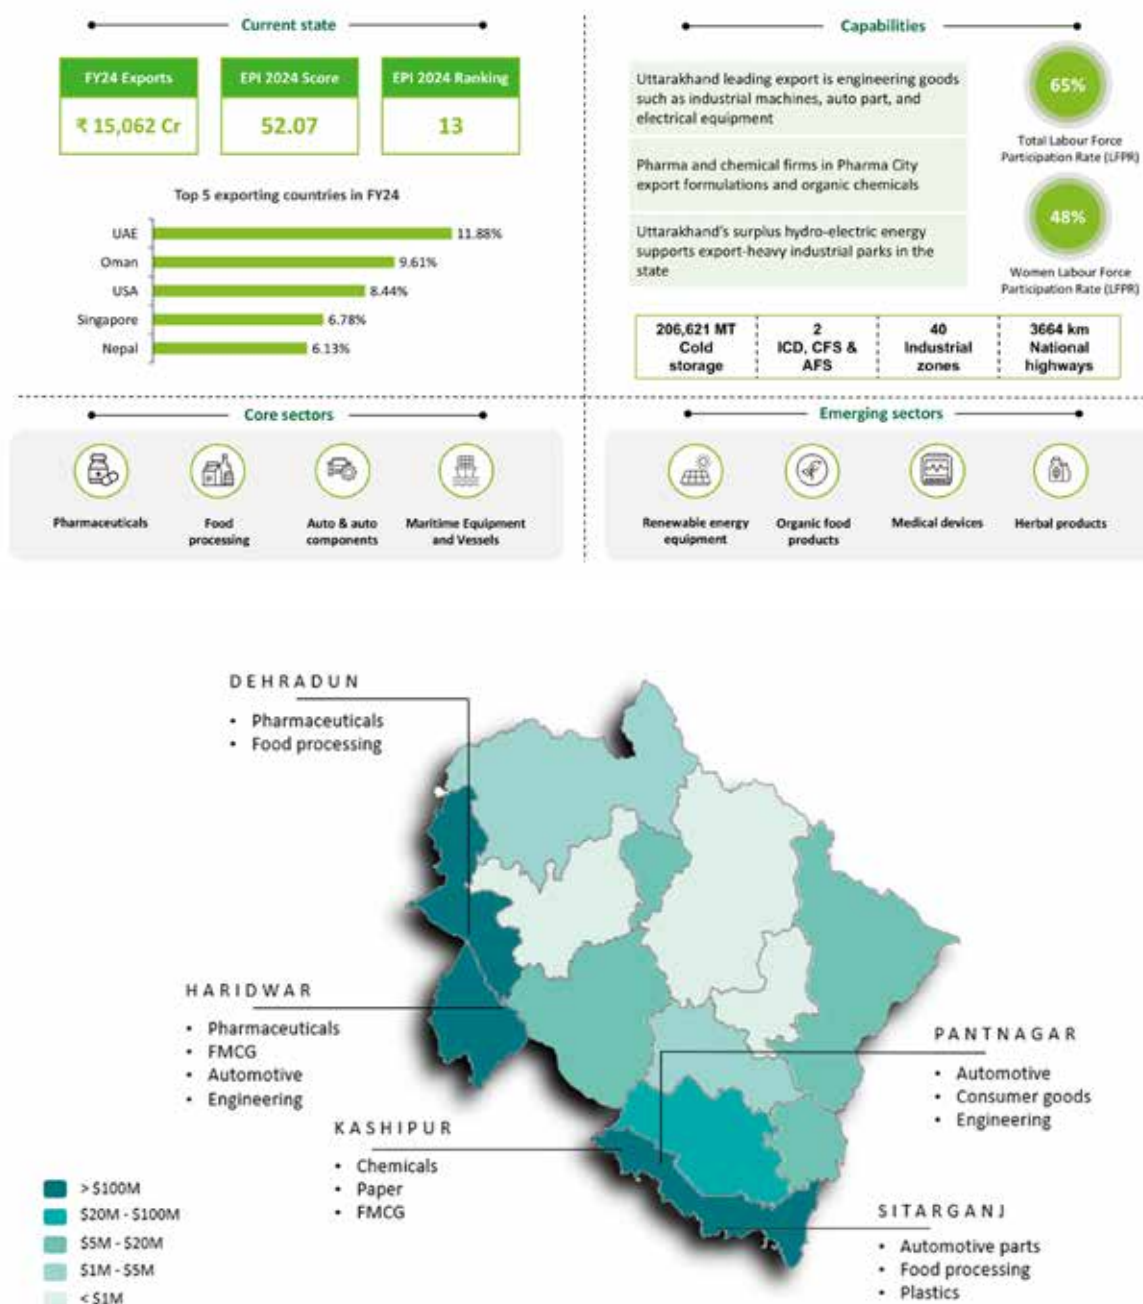 Current state
FY24 Exports
₹ 15,062 Cr
EPI 2024 Score
52.07
EPI 2024 Ranking
13
Top 5 exporting countries in FY24
UAE 11.88%
Oman 9.61%
USA 8.44%
Singapore 6.78%
Nepal 6.13%
Capabilities
Uttarakhand leading export is engineering goods
such as industrial machines, auto part, and
electrical equipment
Pharma and chemical firms in Pharma City
export formulations and organic chemicals
Uttarakhand's surplus hydro-electric energy
supports export-heavy industrial parks in the
state
65%
Total Labour Force
Participation Rate (LFPR)
48%
Women Labour Force
Participation Rate (LFPR)
206,621 MT
Cold
storage
2
ICD, CFS &
AFS
40
Industrial
zones
3664 km
National
highways
Core sectors
Pharmaceuticals
Food
processing
Auto & auto
components
Maritime Equipment
and Vessels
Emerging sectors
Renewable energy
equipment
Organic food
products
Medical devices
Herbal products
DEHRADUN
• Pharmaceuticals
• Food processing
HARIDWAR
• Pharmaceuticals
• FMCG
• Automotive
• Engineering
KASHIPUR
• Chemicals
• Paper
• FMCG
PANTNAGAR
• Automotive
• Consumer goods
• Engineering
SITARGANJ
• Automotive parts
• Food processing
• Plastics
> $100M
$20M - $100M
$5M - $20M
$1M - $5M
< $1M